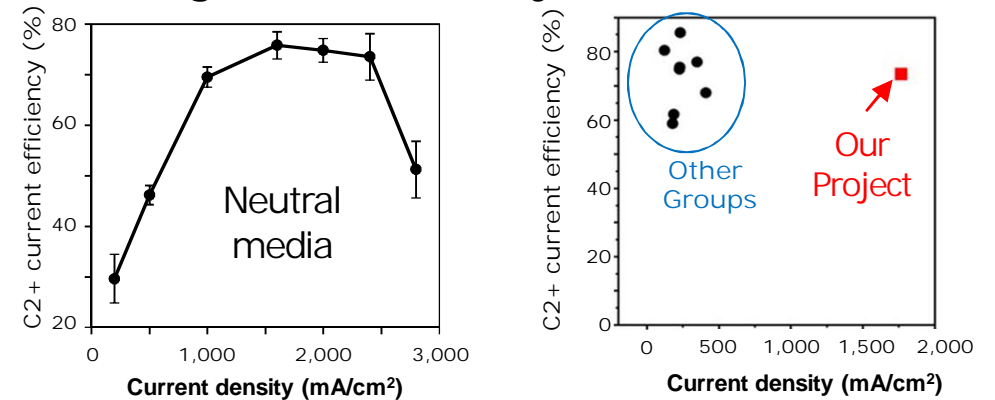 80
60
40
20
0
1,000
2,000
3,000
C2+ current efficiency (%)
Current density (mA/cm²)
Neutral
media
80
60
40
20
0
0
500
1,000
1,500
2,000
C2+ current efficiency (%)
Current density (mA/cm²)
Other
Groups
Our
Project